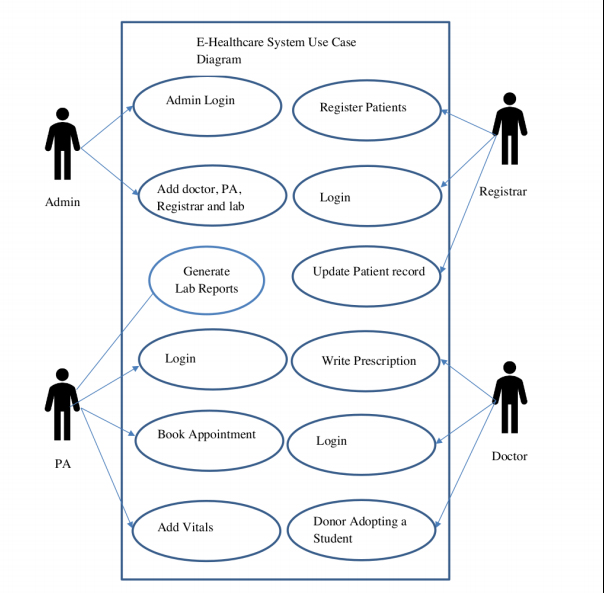 E-Healthcare System Use Case
Diagram
Admin Login
Register Patients
Admin
Add doctor, PA,
Registrar and lab
Login
Registrar
Generate
Lab Reports
Update Patient record
Login
Write Prescription
PA
Book Appointment
Login
Doctor
Add Vitals
Donor Adopting a
Student